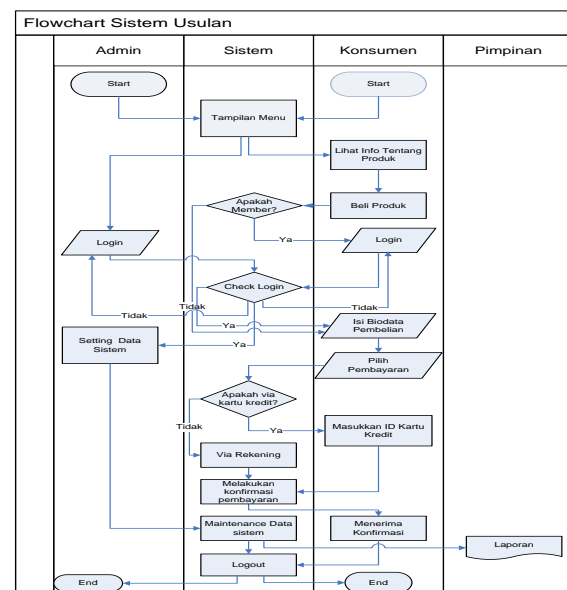 Flowchart Sistem Usulan
Admin
Sistem
Konsumen
Pimpinan
Start
Start
Tampilan Menu
Lihat Info Tentang
Produk
Apakah
Member?
Beli Produk
Ya
Login
Login
Check Login
Tidak
Tidak
Tidak
Ya
Isi Biodata
Pembelian
Setting Data
Sistem
Ya
Pilih
Pembayaran
Apakah via
kartu kredit?
Tidak
Ya
Masukkan ID Kartu
Kredit
Via Rekening
Melakukan
konfirmasi
pembayaran
Maintenance Data
sistem
Menerima
Konfirmasi
Laporan
Logout
End
End